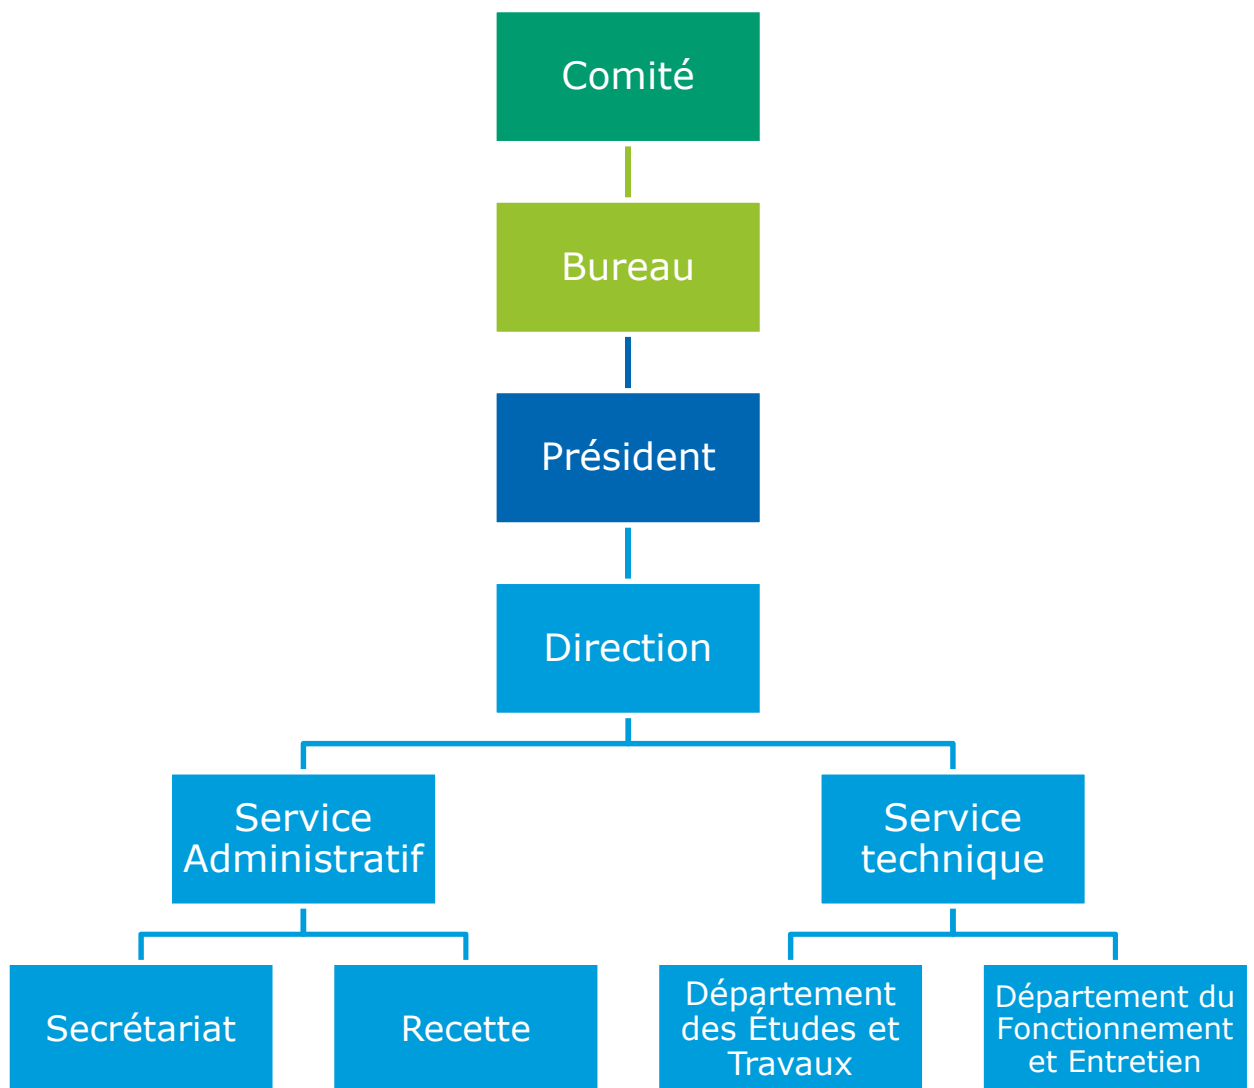 Comité
Bureau
Président
Direction
Service
Administratif
Service
technique
Secrétariat
Recette
Département
des Études et
Travaux
Département du
Fonctionnement
et Entretien